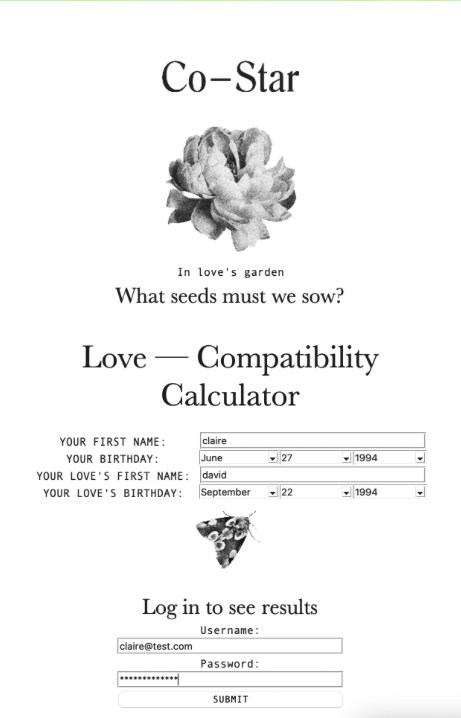 Co–Star
In love's garden
What seeds must we sow?
Love — Compatibility
Calculator
YOUR FIRST NAME: claire
YOUR BIRTHDAY: June 27 1994
YOUR LOVE'S FIRST NAME: david
YOUR LOVE'S BIRTHDAY: September 22 1994
Log in to see results
Username:
claire@test.com
Password:
*************
SUBMIT